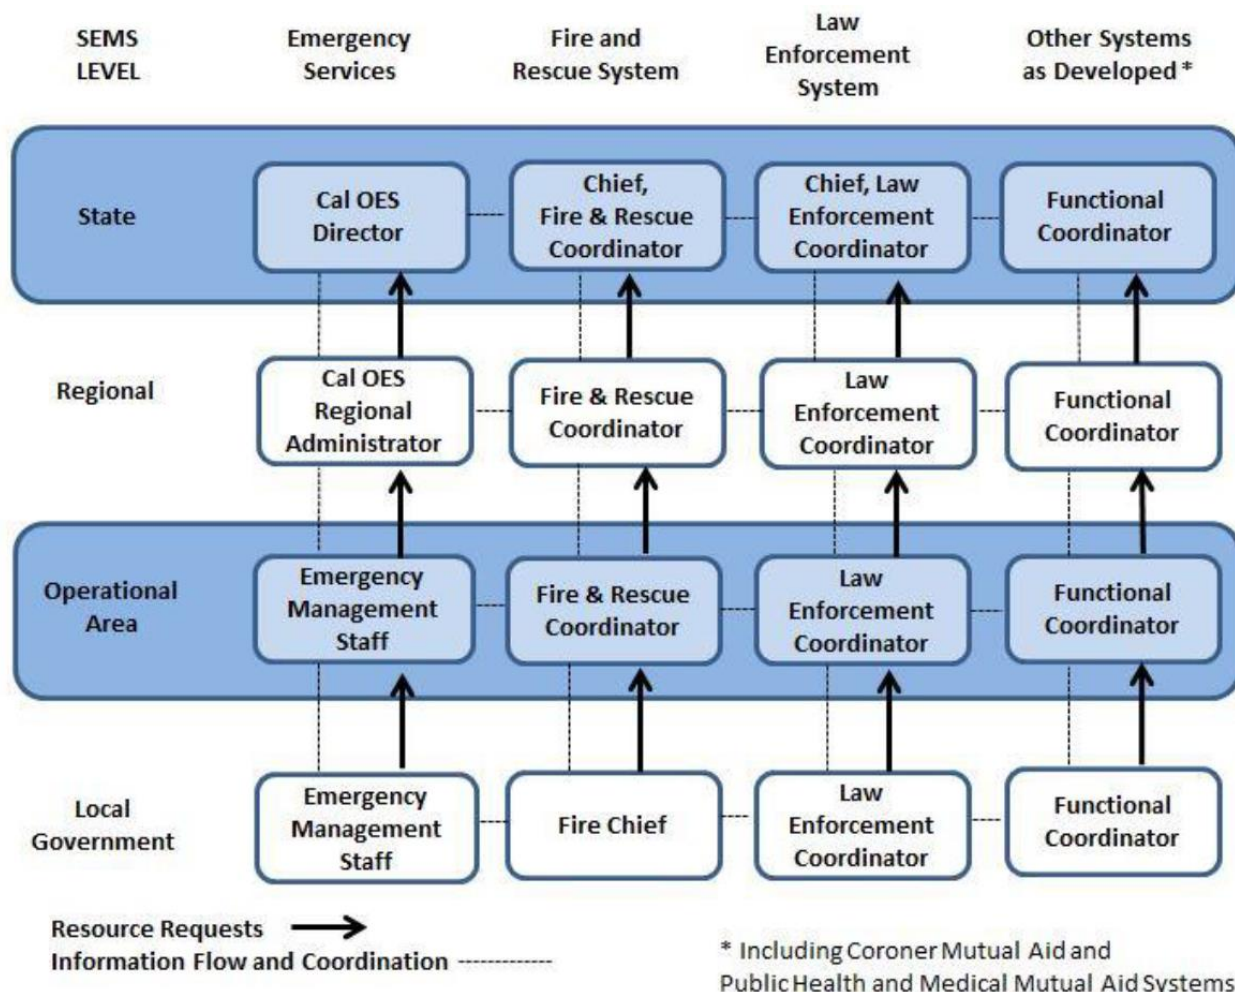 SEMS
LEVEL
Emergency
Services
Fire and
Rescue System
Law
Enforcement
System
Other Systems
as Developed *
State
Cal OES
Director
Chief,
Fire & Rescue
Coordinator
Chief, Law
Enforcement
Coordinator
Functional
Coordinator
Regional
Cal OES
Regional
Administrator
Fire & Rescue
Coordinator
Law
Enforcement
Coordinator
Functional
Coordinator
Operational
Area
Emergency
Management
Staff
Fire & Rescue
Coordinator
Law
Enforcement
Coordinator
Functional
Coordinator
Local
Government
Emergency
Management
Staff
Fire Chief
Law
Enforcement
Coordinator
Functional
Coordinator
Resource Requests
Information Flow and Coordination
* Including Coroner Mutual Aid and
Public Health and Medical Mutual Aid Systems